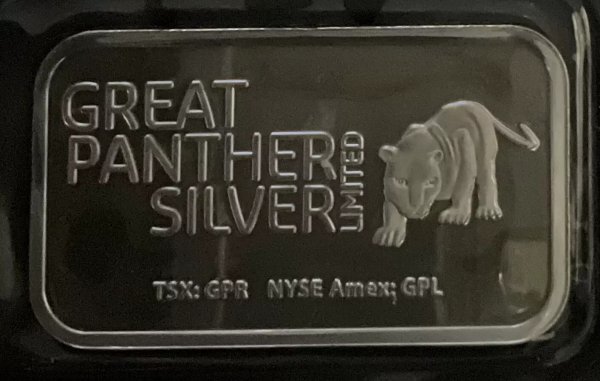 GREAT
PANTHER
SILVER
LIMITED
TSX: GPR NYSE Amex; GPL